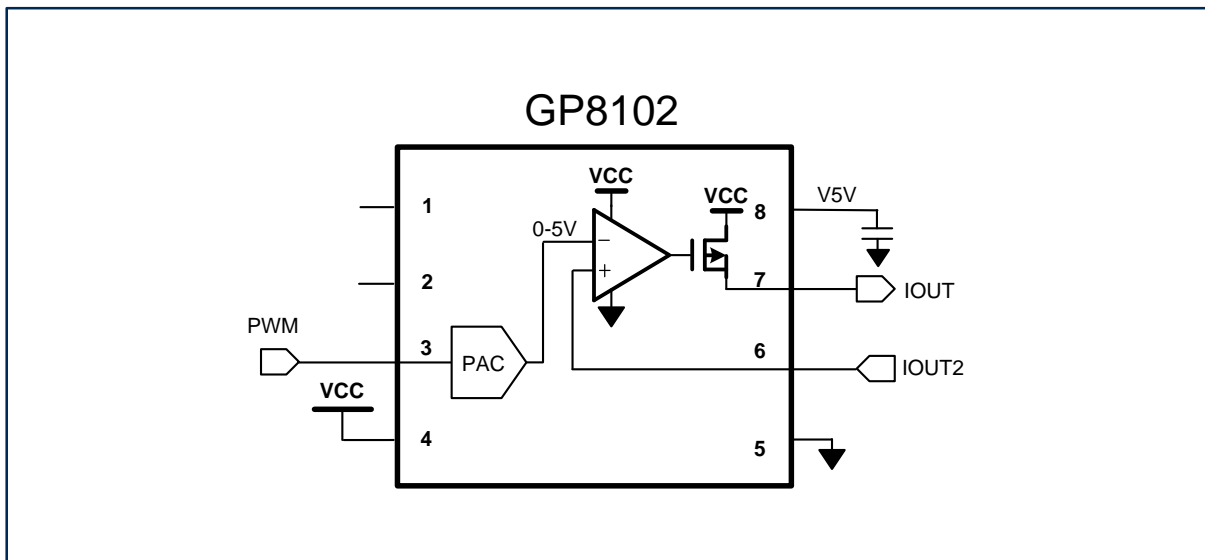 GP8102
VCC
VCC
1
8
V5V
0-5V
−
+
2
7
IOUT
PWM
3
PAC
6
IOUT2
VCC
4
5